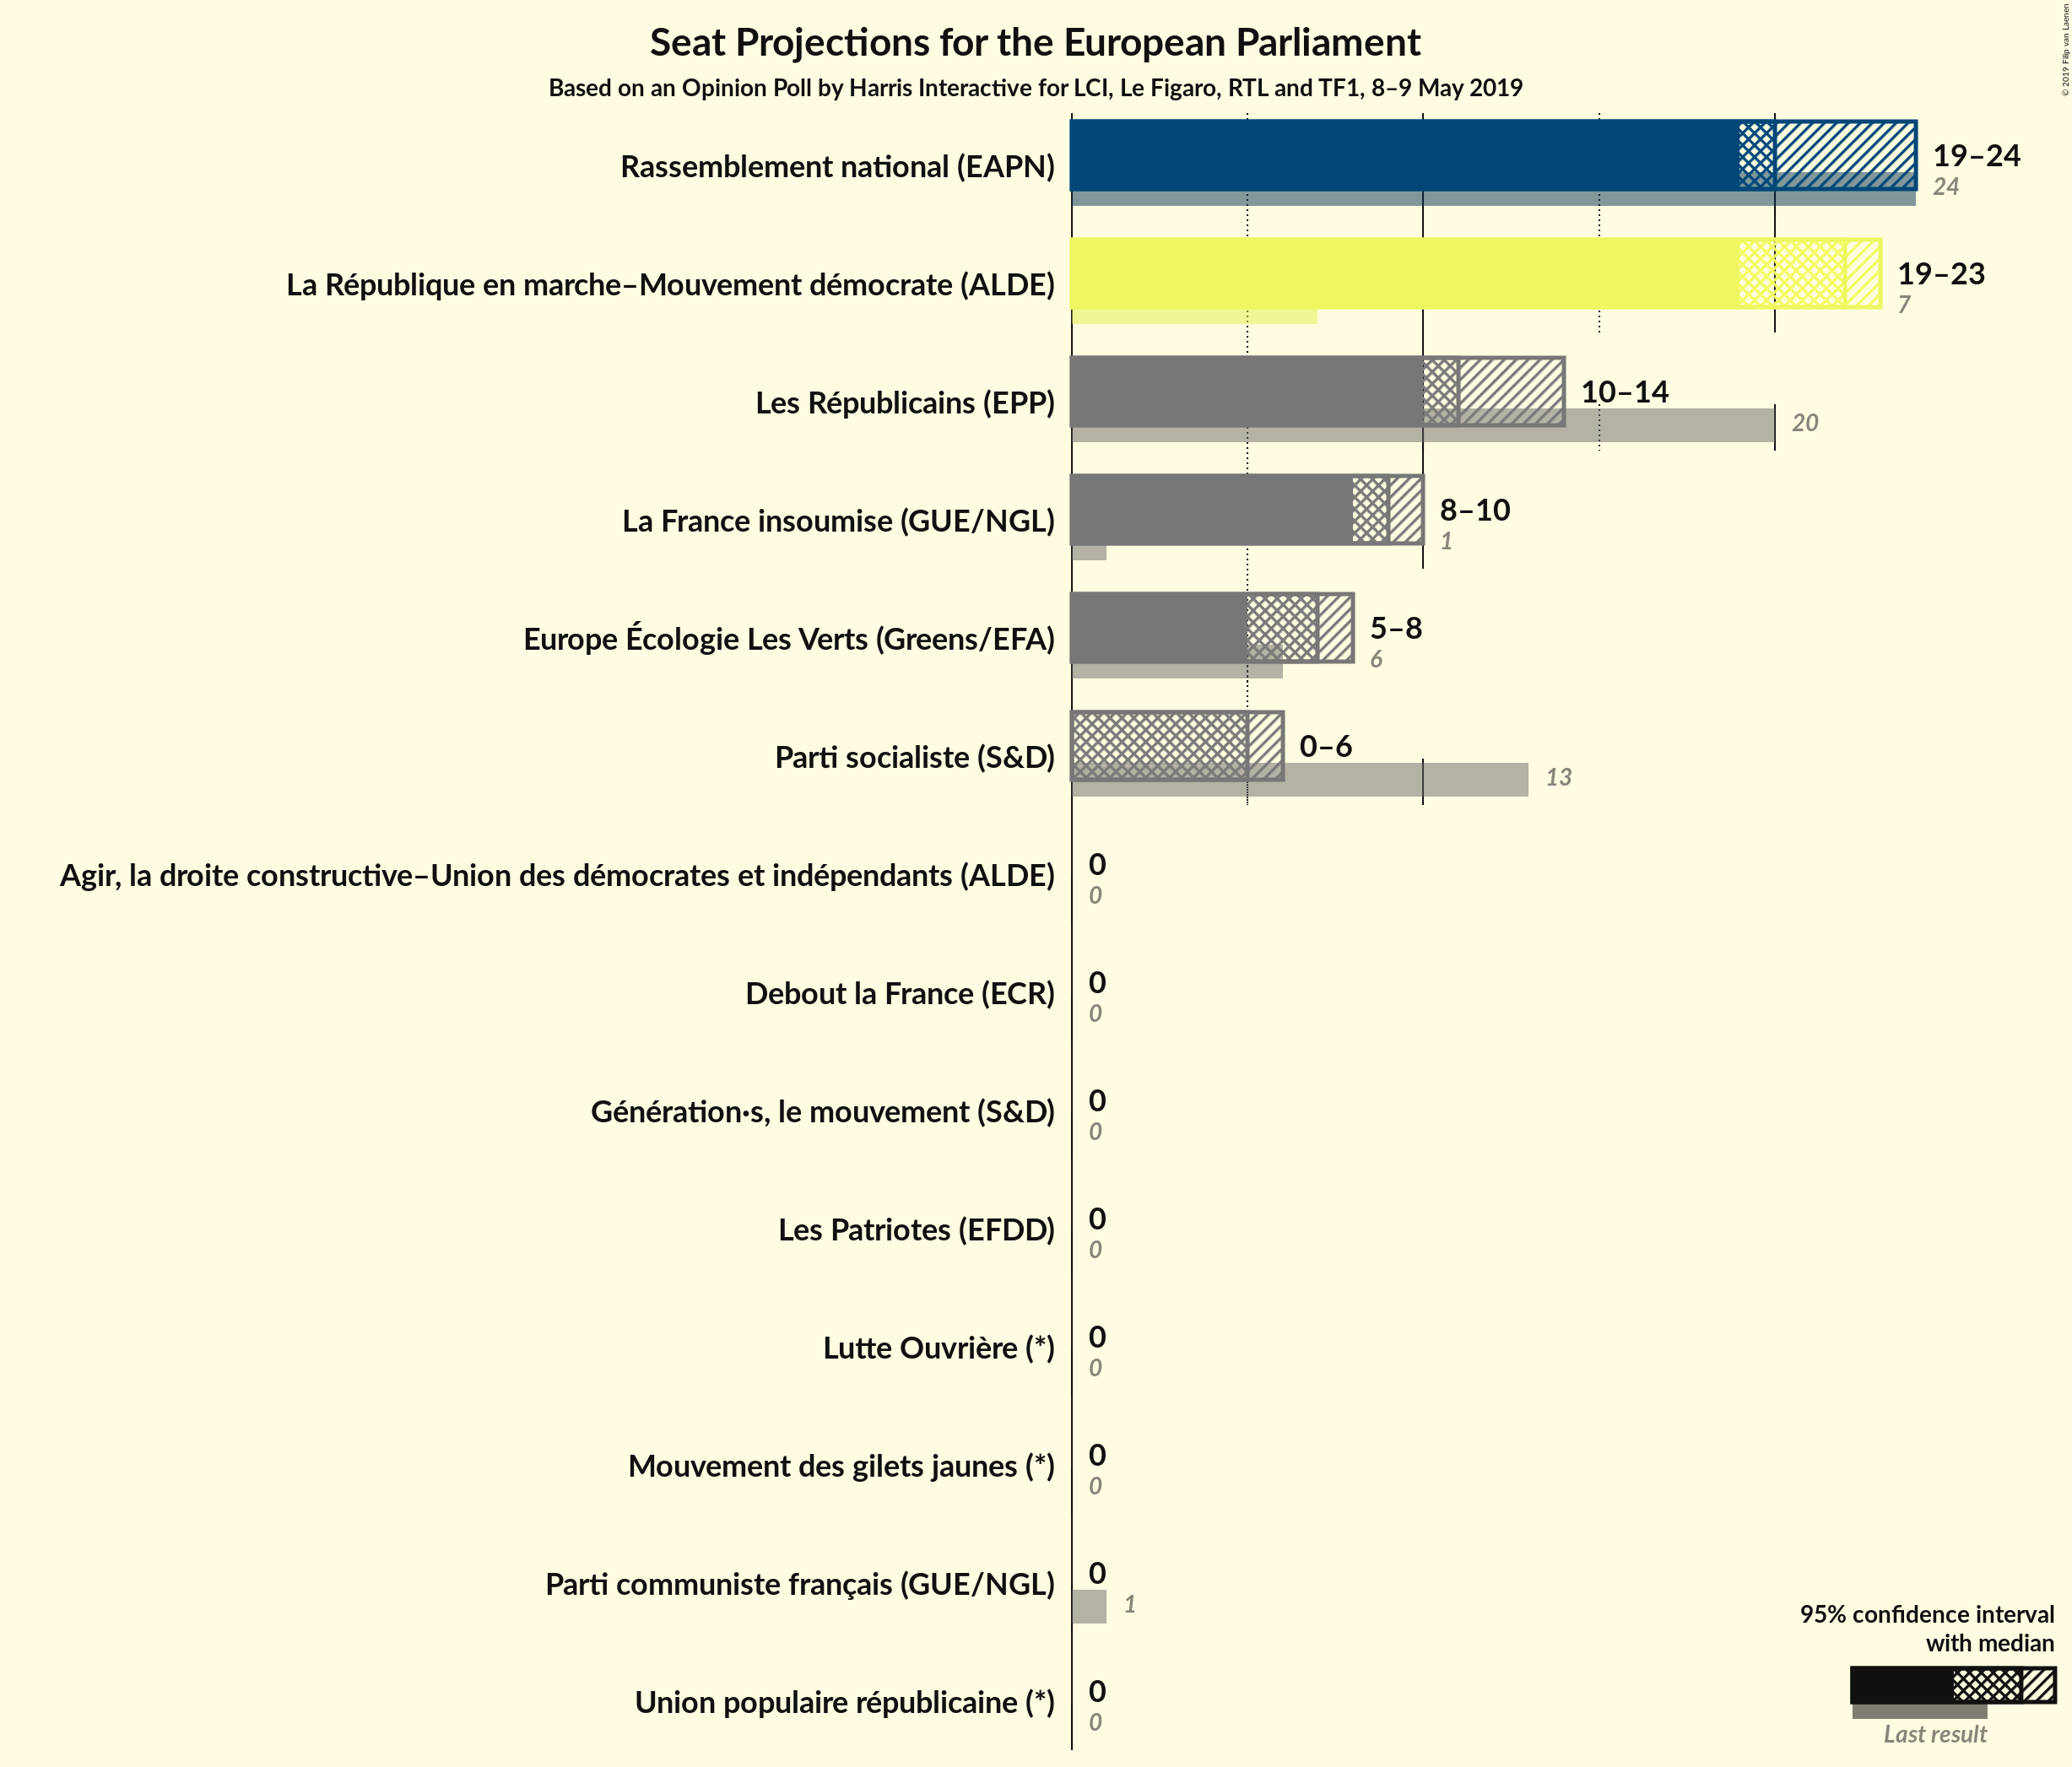 Seat Projections for the European Parliament
Based on an Opinion Poll by Harris Interactive for LCI, Le Figaro, RTL and TF1, 8–9 May 2019
© 2019 Filip van Laenen
Rassemblement national (EAPN)
19–24
24
La République en marche–Mouvement démocrate (ALDE)
19–23
7
Les Républicains (EPP)
10–14
20
La France insoumise (GUE/NGL)
8–10
1
Europe Écologie Les Verts (Greens/EFA)
5–8
6
Parti socialiste (S&D)
0–6
13
Agir, la droite constructive–Union des démocrates et indépendants (ALDE)
0
0
Debout la France (ECR)
0
0
Génération·s, le mouvement (S&D)
0
0
Les Patriotes (EFDD)
0
0
Lutte Ouvrière (*)
0
0
Mouvement des gilets jaunes (*)
0
0
Parti communiste français (GUE/NGL)
0
1
Union populaire républicaine (*)
0
0
95% confidence interval
with median
Last result